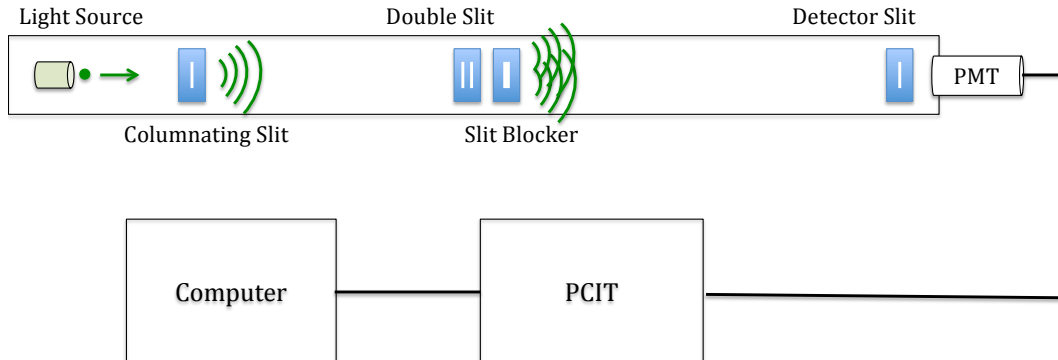 Light Source
Double Slit
Detector Slit
PMT
Columnating Slit
Slit Blocker
Computer
PCIT